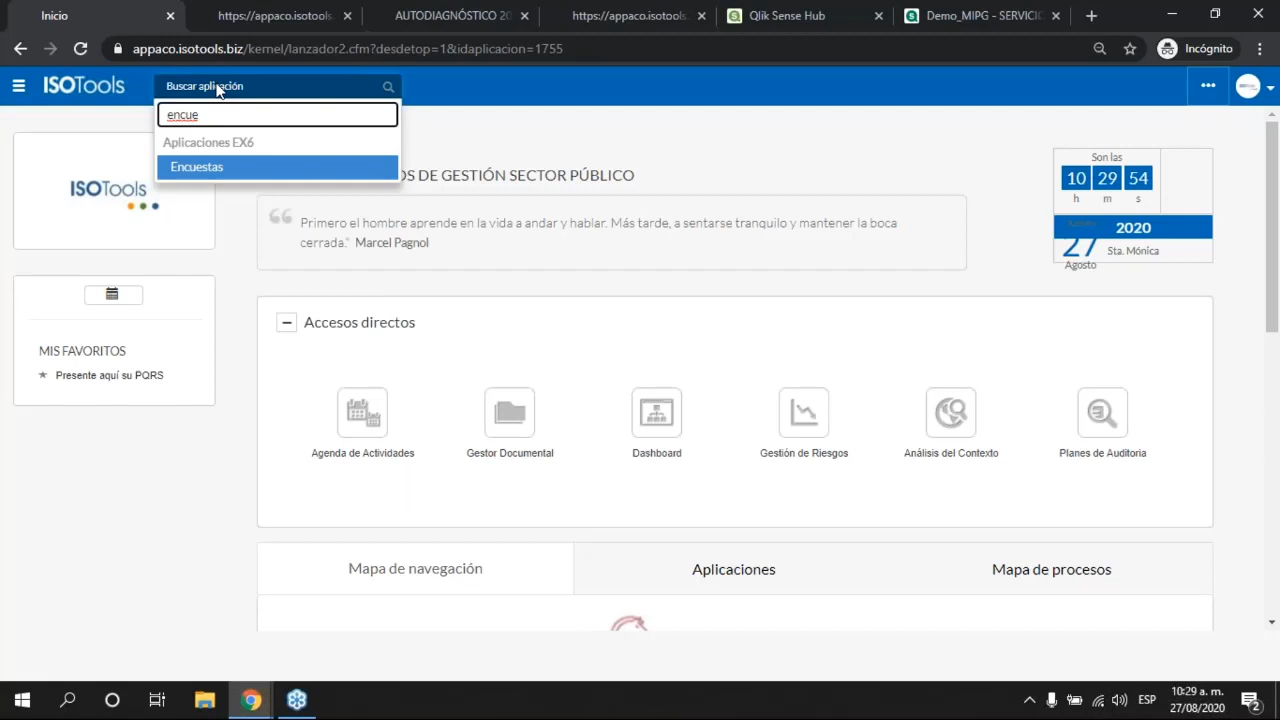 Inicio
https://appaco.isotools.
AUTODIAGNÓSTICO 20
https://appaco.isotools.
Qlik Sense Hub
Demo_MIPG - SERVICIO
appaco.isotools.biz/kernel/lanzador2.cfm?desdetop=1&idaplicacion=1755
Incógnito
ISOTools
Buscar aplicación
encue
Aplicaciones EX6
Encuestas
OS DE GESTIÓN SECTOR PÚBLICO
ISOTools
Primero el hombre aprende en la vida a andar y hablar. Más tarde, a sentarse tranquilo y mantener la boca
cerrada." Marcel Pagnol
Son las
10 29 54
h m s
2020
27
Sta. Mónica
Agosto
MIS FAVORITOS
Presente aquí su PQRS
Accesos directos
Agenda de Actividades
Gestor Documental
Dashboard
Gestión de Riesgos
Análisis del Contexto
Planes de Auditoria
Mapa de navegación
Aplicaciones
Mapa de procesos
ESP
10:29 a. m.
27/08/2020
2